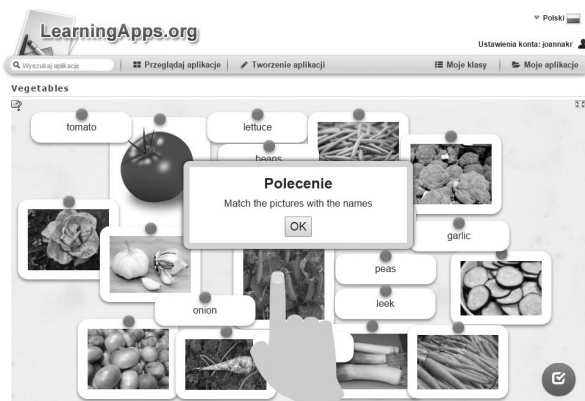 Polski
LearningApps.org
Ustawienia konta: joannakr
Wyszukaj aplikację
Przeglądaj aplikacje
Tworzenie aplikacji
Moje klasy
Moje aplikacje
Vegetables
tomato
lettuce
beans
Polecenie
Match the pictures with the names
OK
garlic
peas
leek
onion